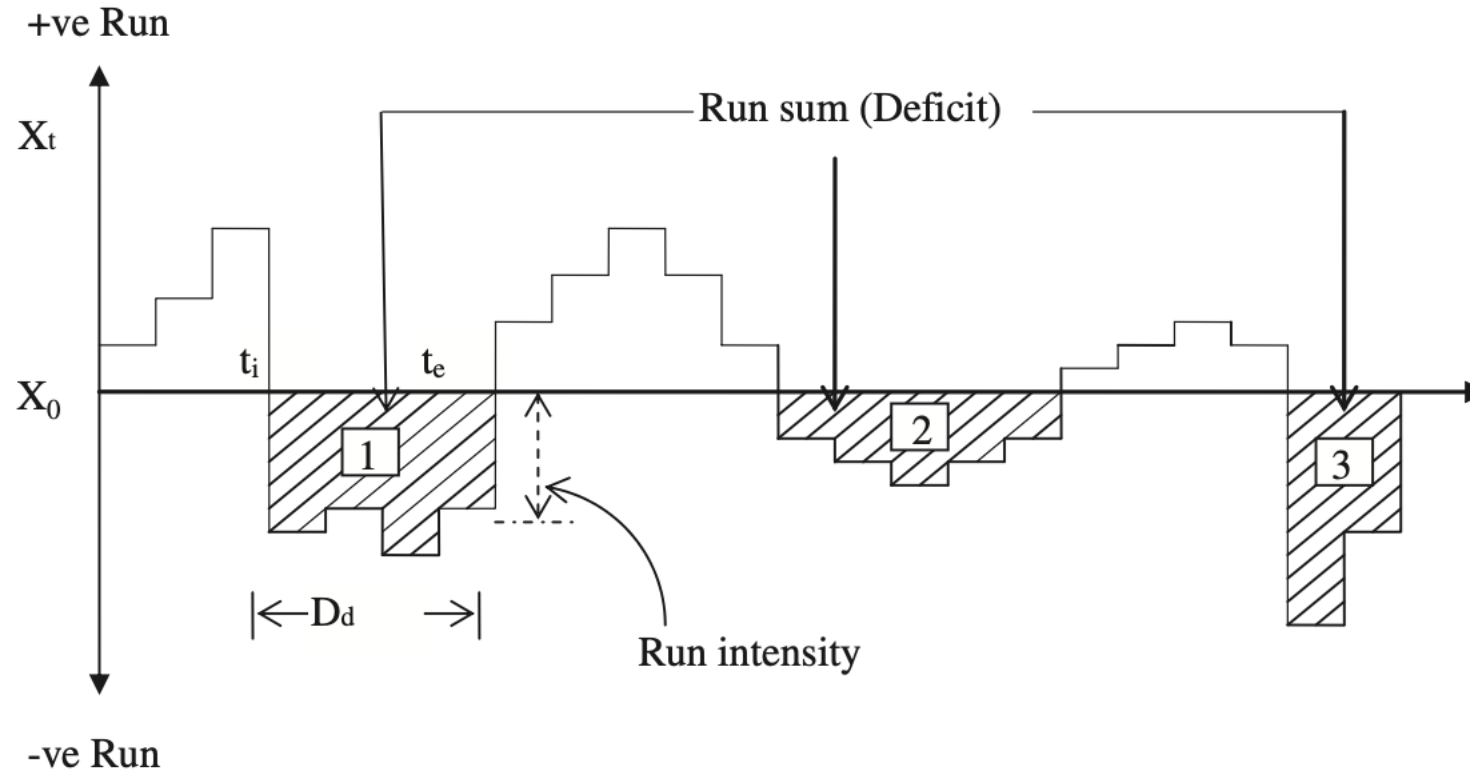 +ve Run
Run sum (Deficit)
Xt
ti
te
X0
1
2
3
Dd
Run intensity
-ve Run